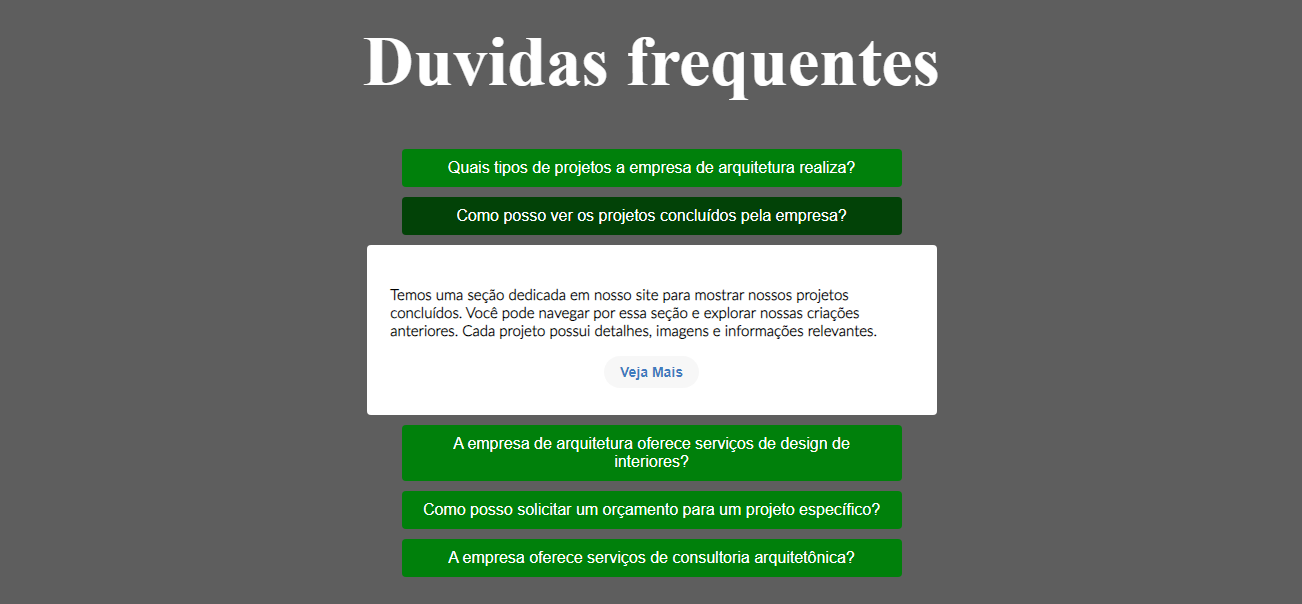 Duvidas frequentes
Quais tipos de projetos a empresa de arquitetura realiza?
Como posso ver os projetos concluídos pela empresa?
Temos uma seção dedicada em nosso site para mostrar nossos projetos
concluídos. Você pode navegar por essa seção e explorar nossas criações
anteriores. Cada projeto possui detalhes, imagens e informações relevantes.
Veja Mais
A empresa de arquitetura oferece serviços de design de
interiores?
Como posso solicitar um orçamento para um projeto específico?
A empresa oferece serviços de consultoria arquitetônica?